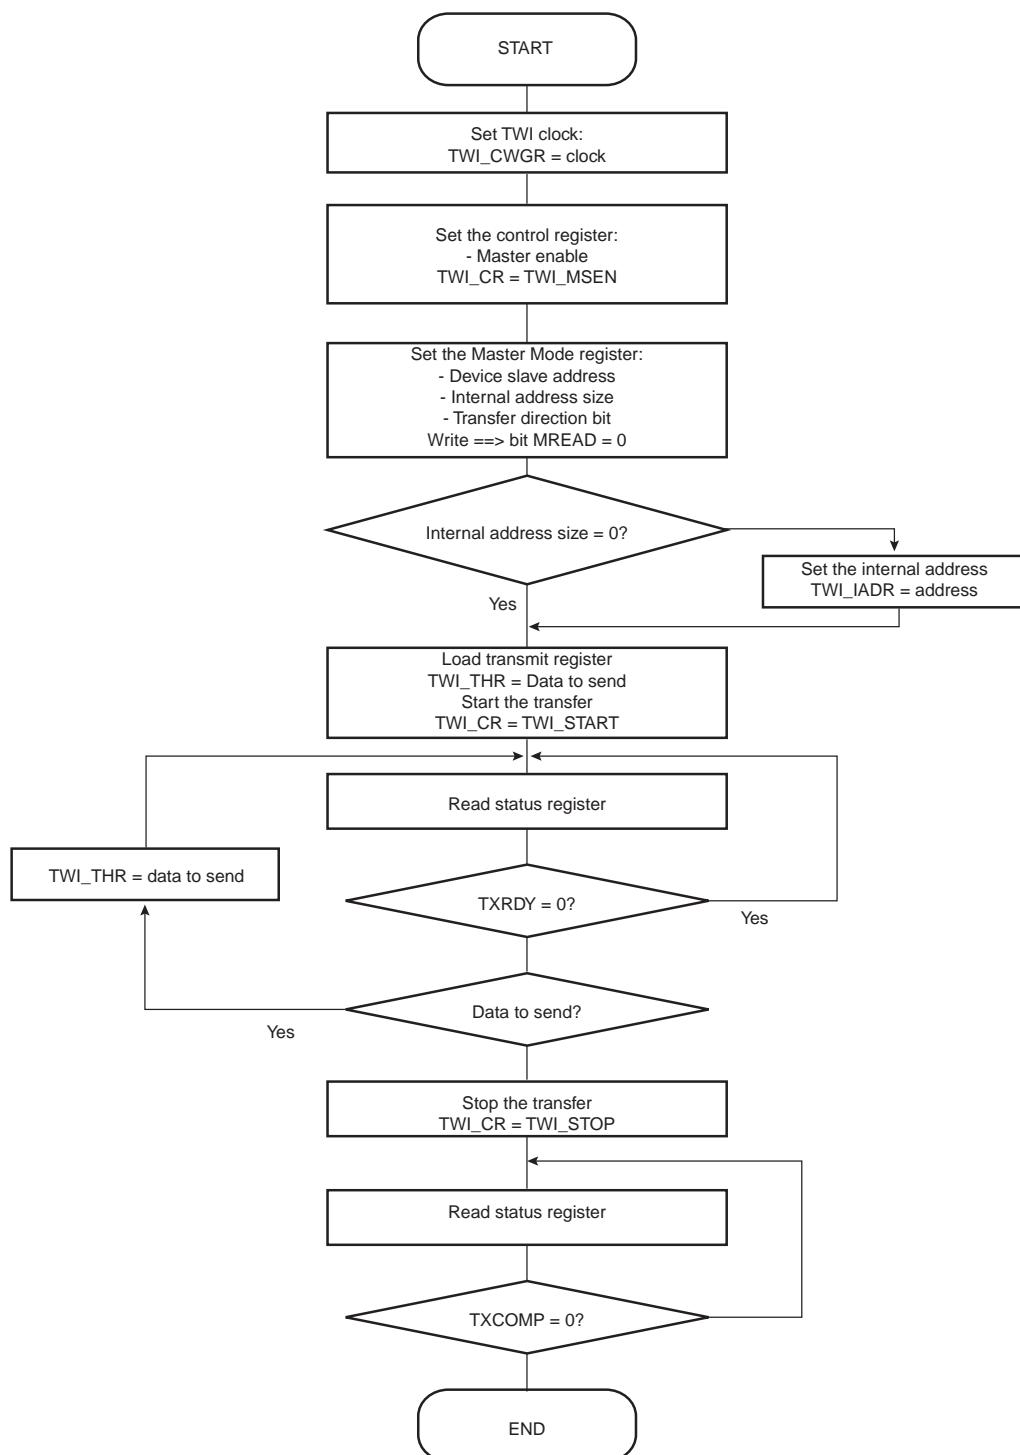 START
Set TWI clock:
TWI_CWGR = clock
Set the control register:
- Master enable
TWI_CR = TWI_MSEN
Set the Master Mode register:
- Device slave address
- Internal address size
- Transfer direction bit
Write ==> bit MREAD = 0
Internal address size = 0?
Set the internal address
TWI_IADR = address
Yes
Load transmit register
TWI_THR = Data to send
Start the transfer
TWI_CR = TWI_START
Read status register
TWI_THR = data to send
TXRDY = 0?
Yes
Data to send?
Yes
Stop the transfer
TWI_CR = TWI_STOP
Read status register
TXCOMP = 0?
END